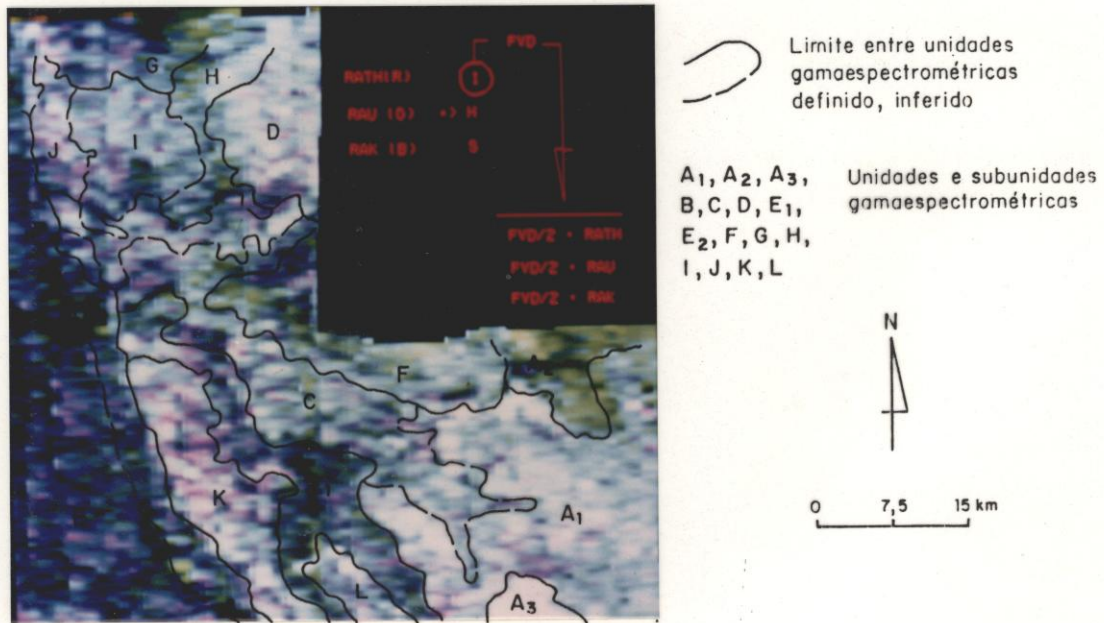 G
H
J
I
D
F
C
K
A1
L
A3
FVD
RATH(R) I
RAU (G) => H
RAK (B) S
FVD/2 + RATH
FVD/2 + RAU
FVD/2 + RAK
Limite entre unidades
gamaespectrométricas
definido, inferido
A1, A2, A3,
B, C, D, E1,
E2, F, G, H,
I, J, K, L
Unidades e subunidades
gamaespectrométricas
N
0 7,5 15 km